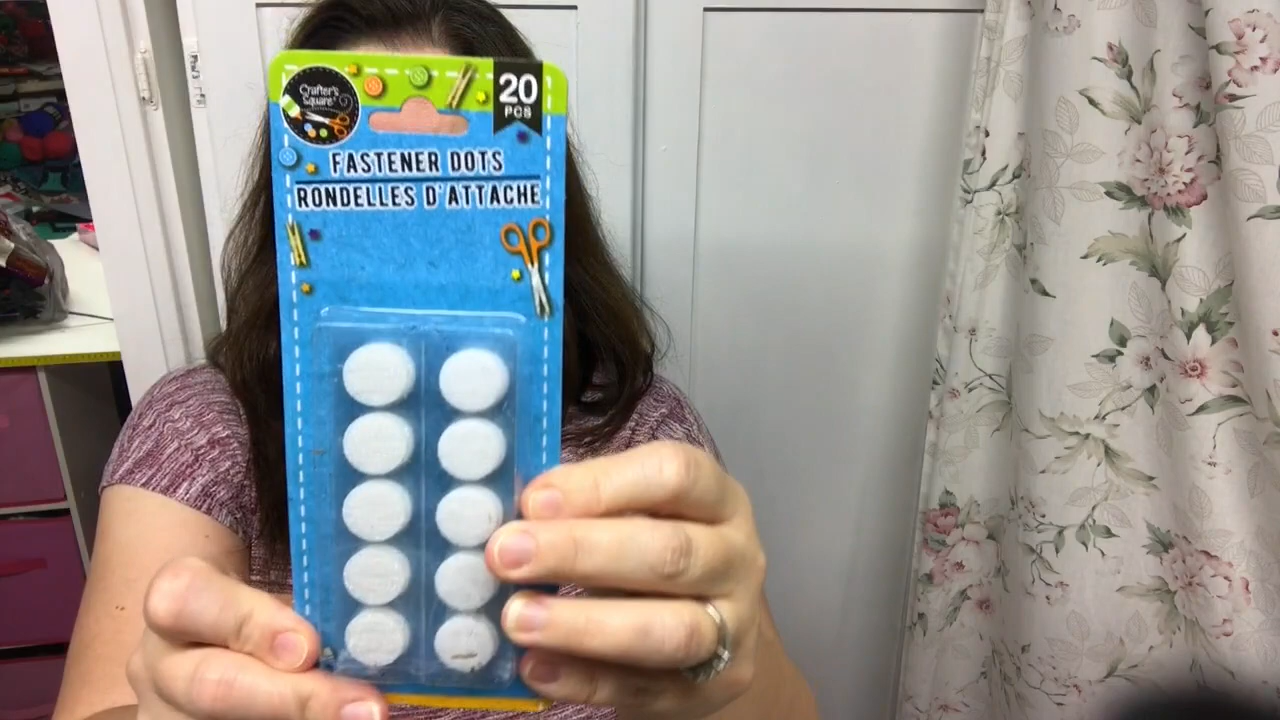 Crafter's
Square
20
PCS
FASTENER DOTS
RONDELLES D'ATTACHE